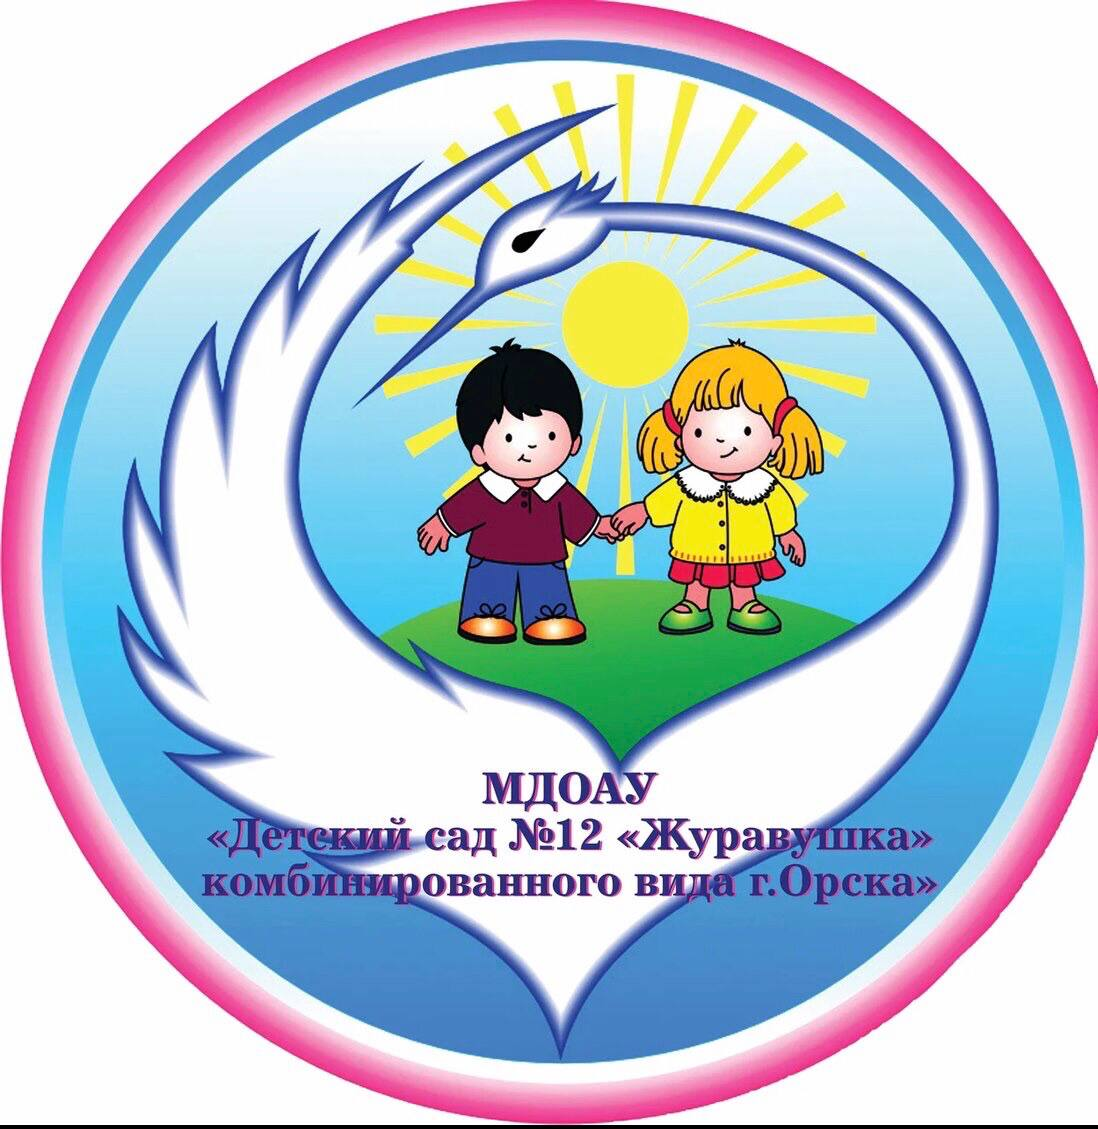 МДОАУ
«Детский сад №12 «Журавушка»
комбинированного вида г.Орска»